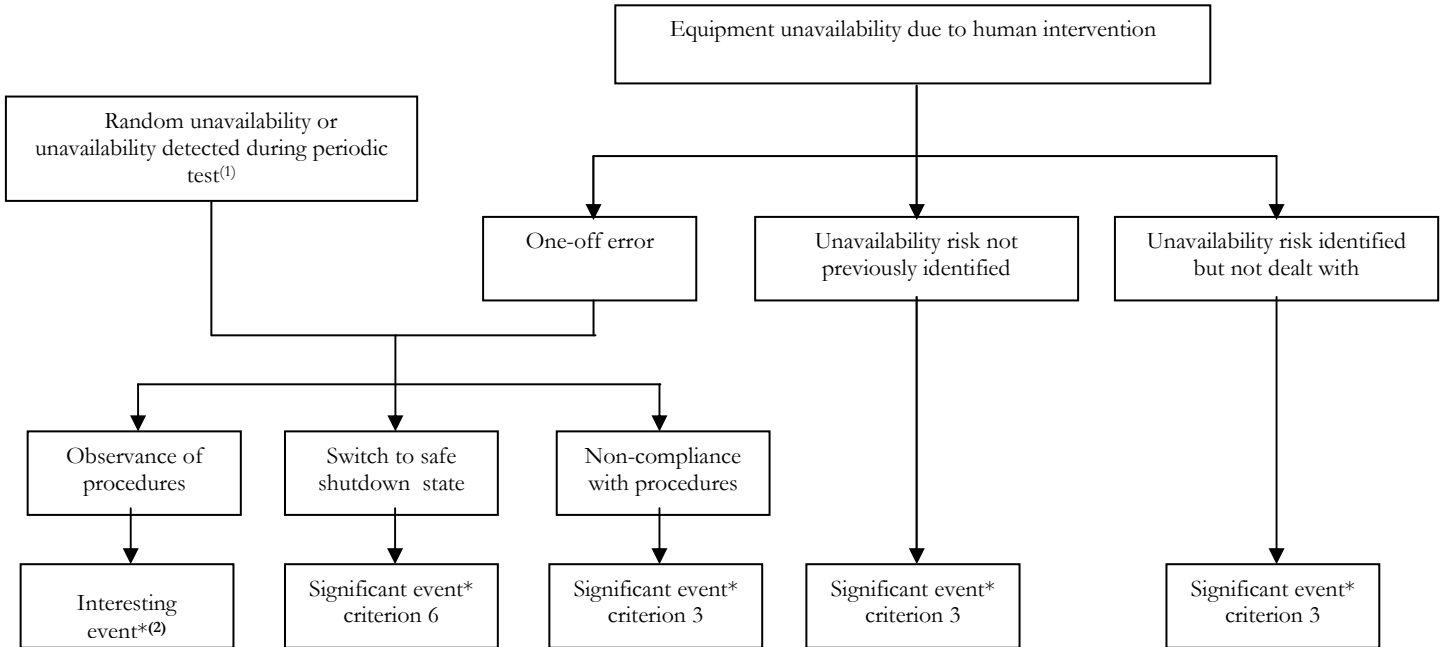 Equipment unavailability due to human intervention
Random unavailability or
unavailability detected during periodic
test(1)
One-off error
Unavailability risk not
previously identified
Unavailability risk identified
but not dealt with
Observance of
procedures
Switch to safe
shutdown state
Non-compliance
with procedures
Interesting
event*(2)
Significant event*
criterion 6
Significant event*
criterion 3
Significant event*
criterion 3
Significant event*
criterion 3